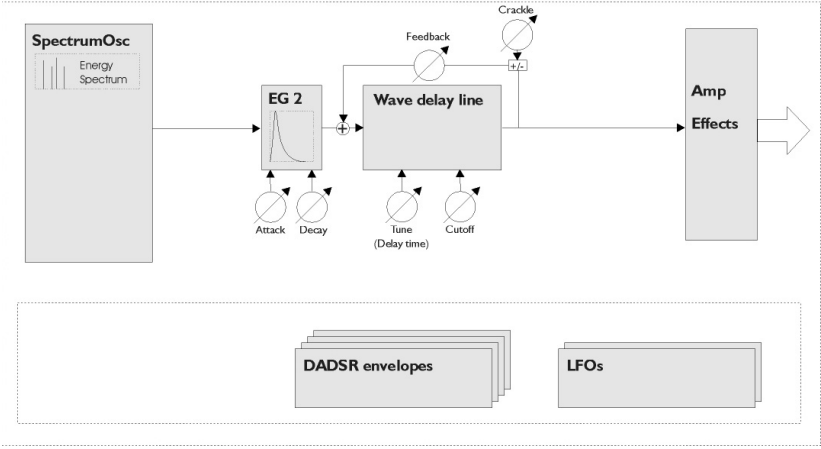 Crackle
SpectrumOsc
Feedback
Energy
Spectrum
+/-
EG 2
Wave delay line
Amp
Effects
+
Attack
Decay
Tune
(Delay time)
Cutoff
DADSR envelopes
LFOs